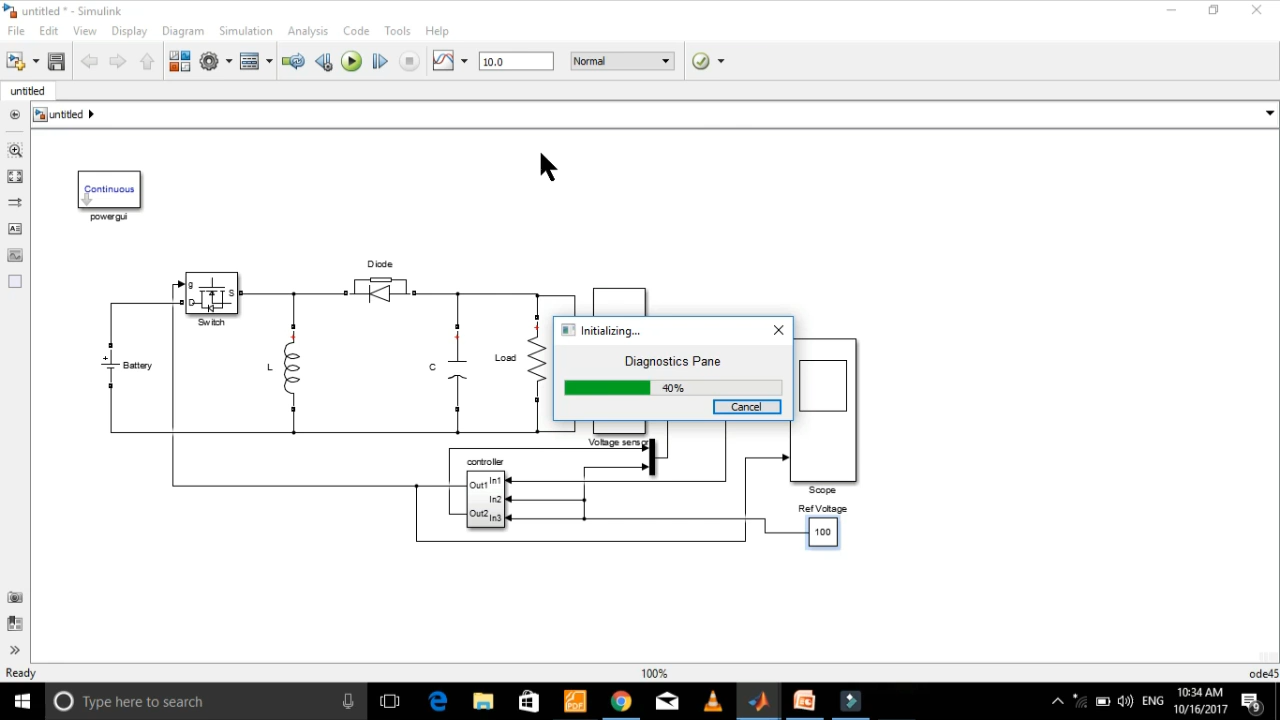 untitled * - Simulink
File Edit View Display Diagram Simulation Analysis Code Tools Help
10.0 Normal
untitled
untitled
Continuous
powergui
Diode
g
D
S
Switch
Battery
L
C
Load
Initializing...
Diagnostics Pane
40%
Cancel
Voltage sensor
controller
Out1
In1
In2
Out2
In3
Scope
Ref Voltage
100
Ready 100% ode45
Type here to search
PDF
ENG
10:34 AM
10/16/2017
9